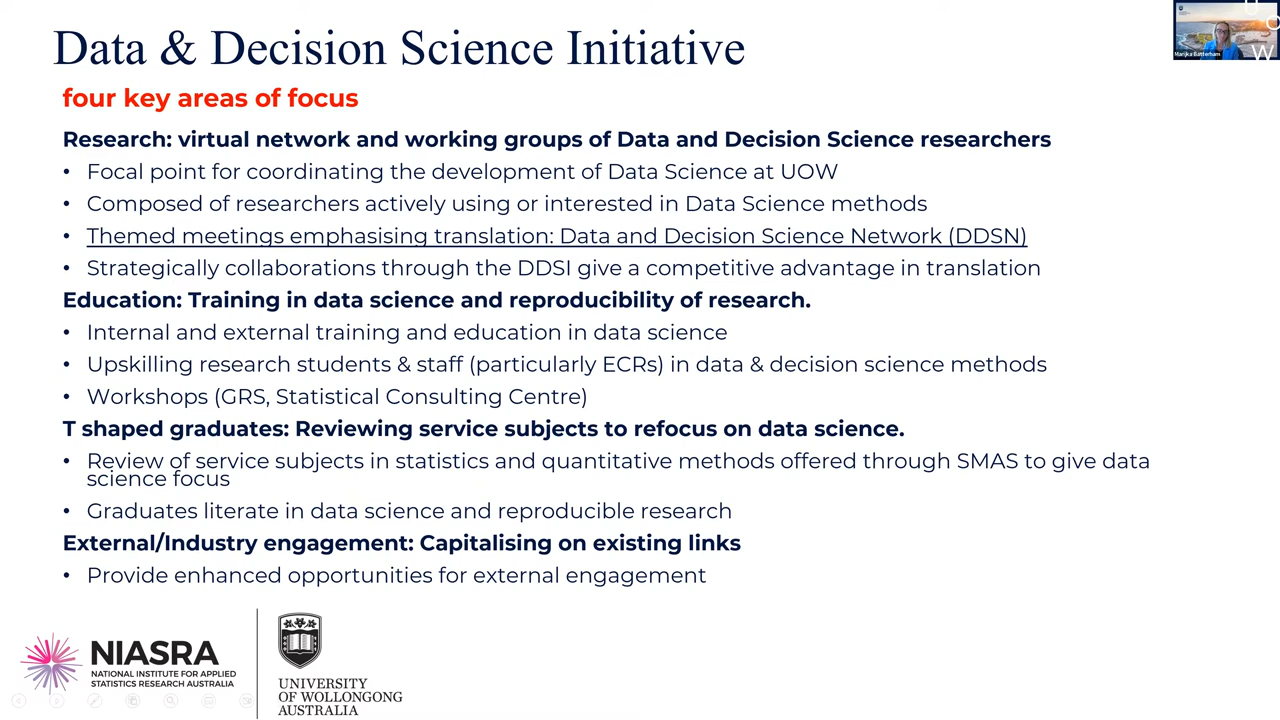 Data & Decision Science Initiative
four key areas of focus
Research: virtual network and working groups of Data and Decision Science researchers
• Focal point for coordinating the development of Data Science at UOW
• Composed of researchers actively using or interested in Data Science methods
• Themed meetings emphasising translation: Data and Decision Science Network (DDSN)
• Strategically collaborations through the DDSI give a competitive advantage in translation
Education: Training in data science and reproducibility of research.
• Internal and external training and education in data science
• Upskilling research students & staff (particularly ECRs) in data & decision science methods
• Workshops (GRS, Statistical Consulting Centre)
T shaped graduates: Reviewing service subjects to refocus on data science.
• Review of service subjects in statistics and quantitative methods offered through SMAS to give data
science focus
• Graduates literate in data science and reproducible research
External/Industry engagement: Capitalising on existing links
• Provide enhanced opportunities for external engagement
NIASRA
NATIONAL INSTITUTE FOR APPLIED
STATISTICS RESEARCH AUSTRALIA
UNIVERSITY
OF WOLLONGONG
AUSTRALIA
Marijka Batterham
U
O
W